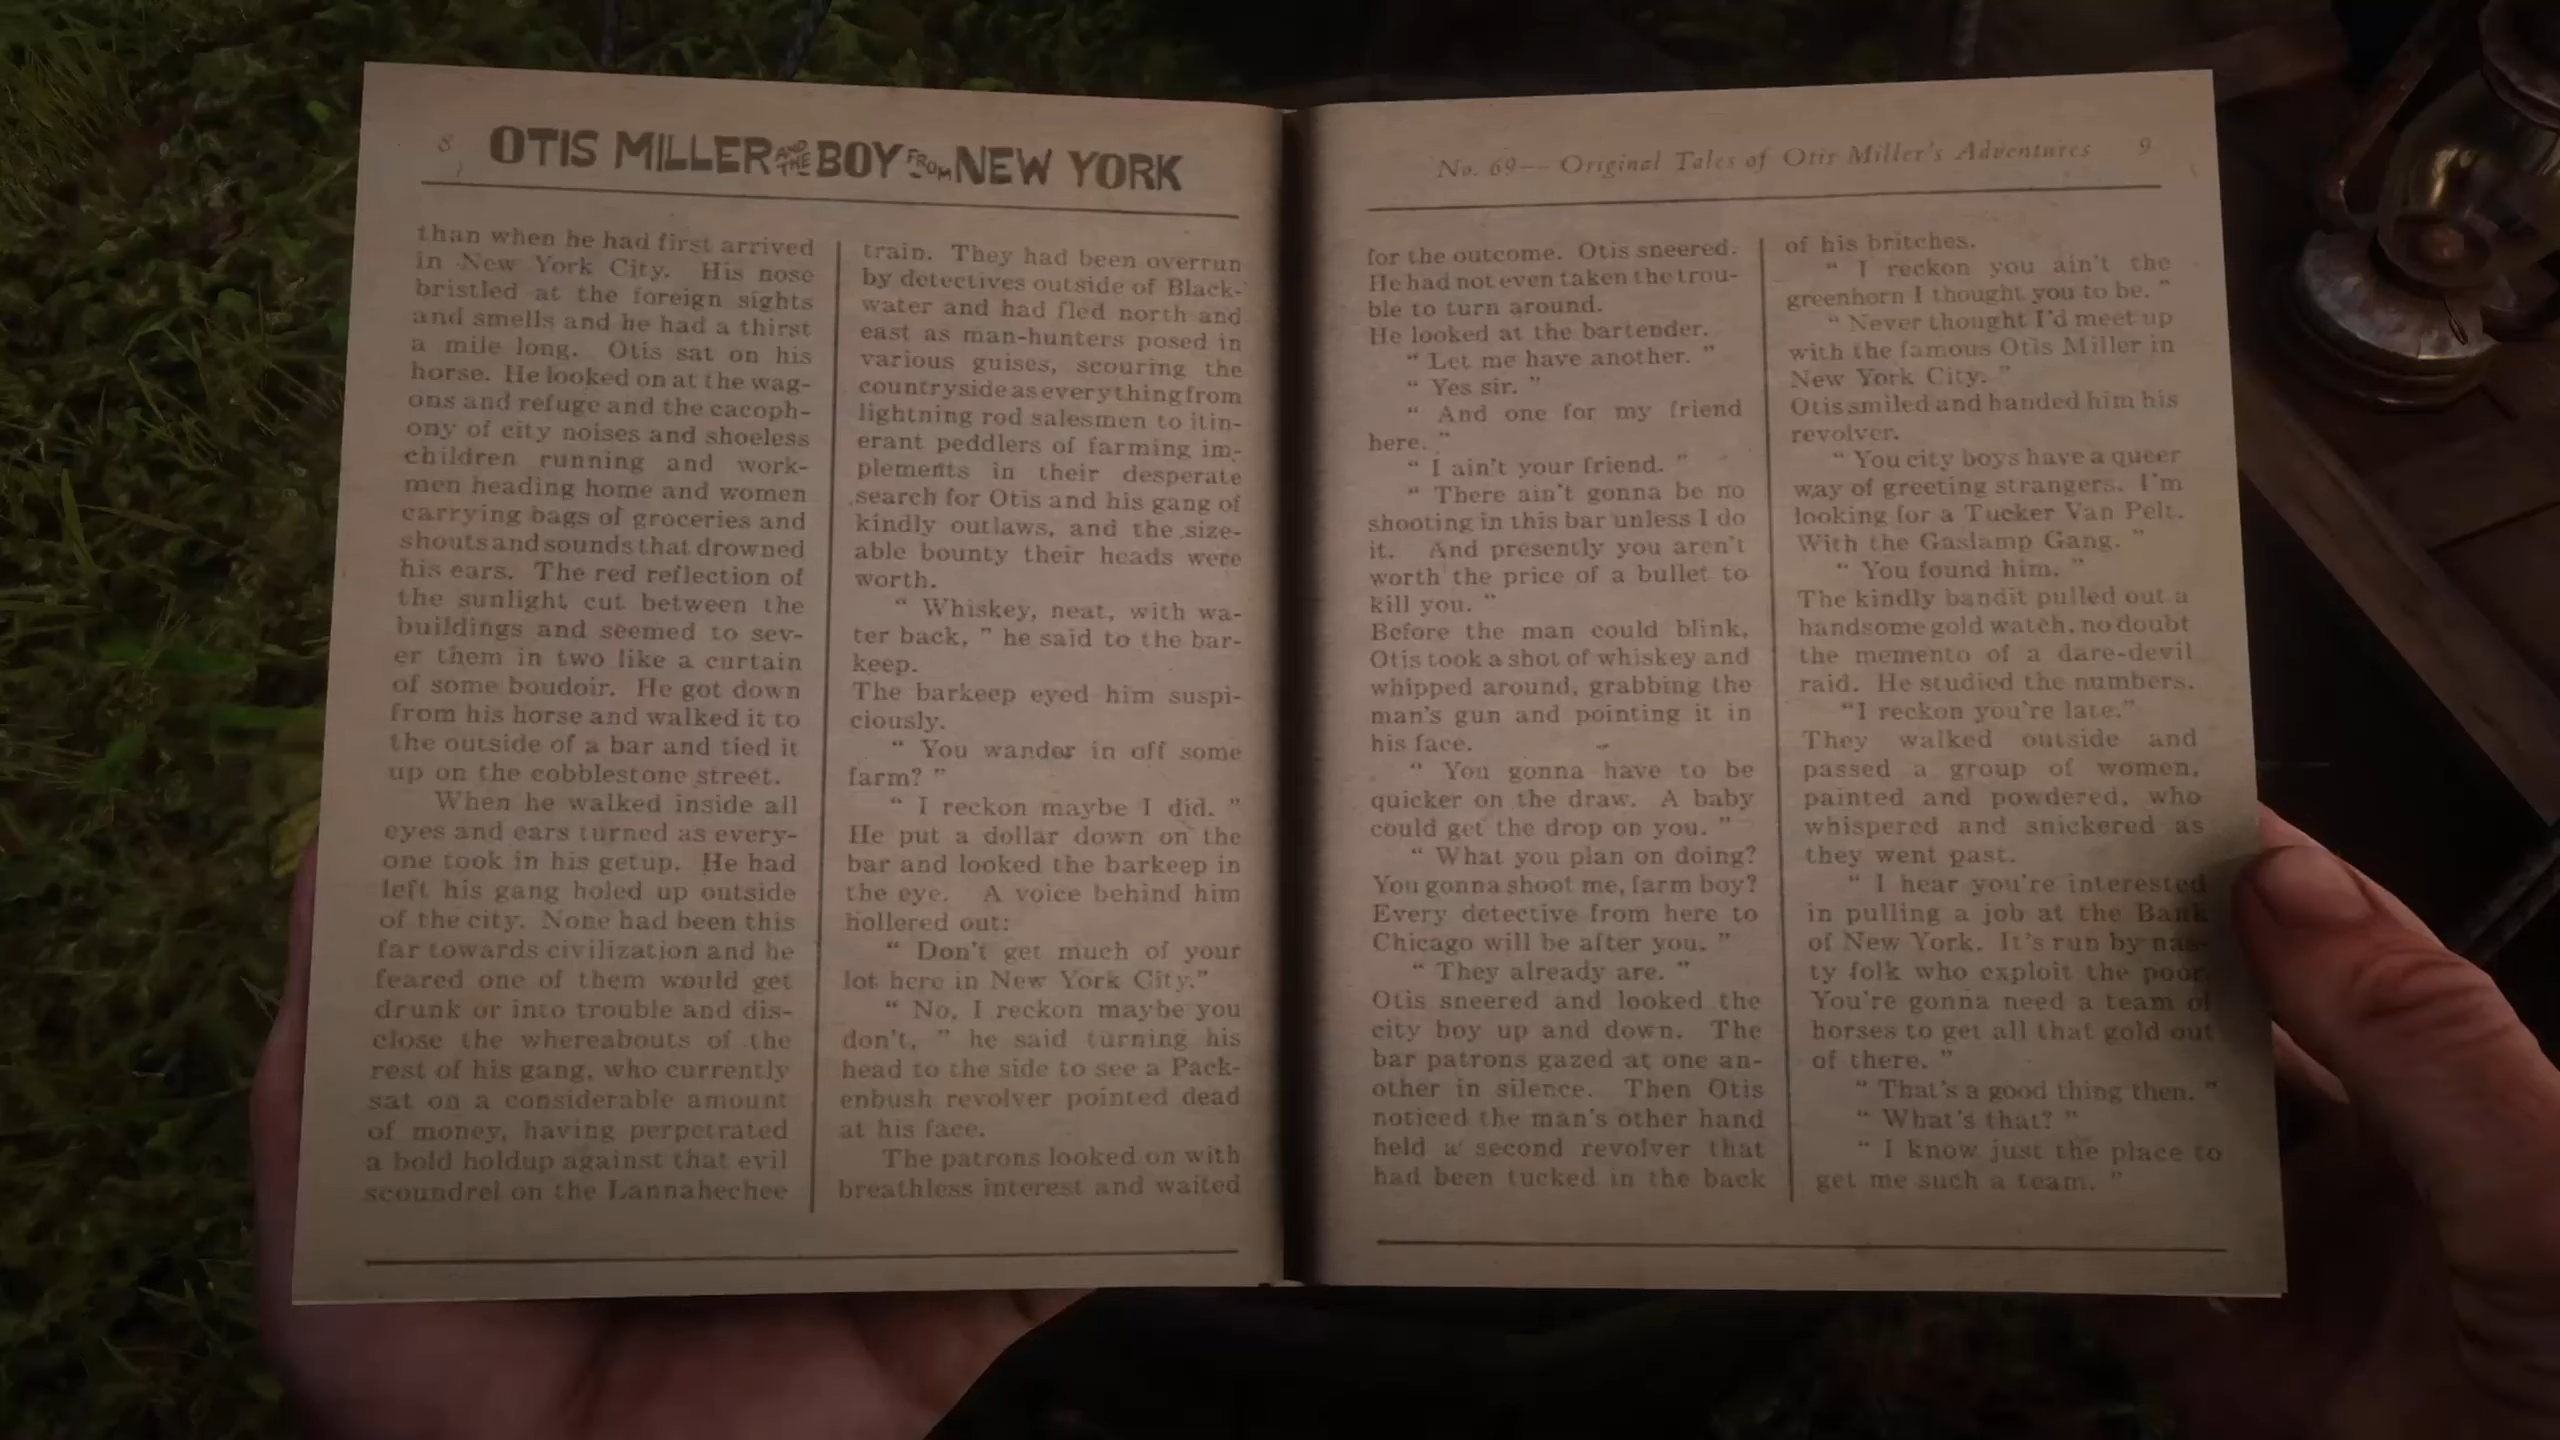 8 OTIS MILLER AND THE BOY FROM NEW YORK
than when he had first arrived
in New York City. His nose
bristled at the foreign sights
and smells and he had a thirst
a mile long. Otis sat on his
horse. He looked on at the wag-
ons and refuge and the cacoph-
ony of city noises and shoeless
children running and work-
men heading home and women
carrying bags of groceries and
shouts and sounds that drowned
his ears. The red reflection of
the sunlight cut between the
buildings and seemed to sev-
er them in two like a curtain
of some boudoir. He got down
from his horse and walked it to
the outside of a bar and tied it
up on the cobblestone street.
When he walked inside all
eyes and ears turned as every-
one took in his getup. He had
left his gang holed up outside
of the city. None had been this
far towards civilization and he
feared one of them would get
drunk or into trouble and dis-
close the whereabouts of the
rest of his gang, who currently
sat on a considerable amount
of money, having perpetrated
a bold holdup against that evil
scoundrel on the Lannahechee
train. They had been overrun
by detectives outside of Black-
water and had fled north and
east as man-hunters posed in
various guises, scouring the
countryside as everything from
lightning rod salesmen to itin-
erant peddlers of farming im-
plements in their desperate
search for Otis and his gang of
kindly outlaws, and the size-
able bounty their heads were
worth.
" Whiskey, neat, with wa-
ter back, " he said to the bar-
keep.
The barkeep eyed him suspi-
ciously.
" You wander in off some
farm? "
" I reckon maybe I did. "
He put a dollar down on the
bar and looked the barkeep in
the eye. A voice behind him
hollered out:
" Don't get much of your
lot here in New York City."
" No, I reckon maybe you
don't, " he said turning his
head to the side to see a Pack-
enbush revolver pointed dead
at his face.
The patrons looked on with
breathless interest and waited
No. 69— Original Tales of Otis Miller's Adventures 9
for the outcome. Otis sneered.
He had not even taken the trou-
ble to turn around.
He looked at the bartender.
" Let me have another. "
" Yes sir. "
" And one for my friend
here. "
" I ain't your friend. "
" There ain't gonna be no
shooting in this bar unless I do
it. And presently you aren't
worth the price of a bullet to
kill you. "
Before the man could blink,
Otis took a shot of whiskey and
whipped around, grabbing the
man's gun and pointing it in
his face.
" You gonna have to be
quicker on the draw. A baby
could get the drop on you. "
" What you plan on doing?
You gonna shoot me, farm boy?
Every detective from here to
Chicago will be after you. "
" They already are. "
Otis sneered and looked the
city boy up and down. The
bar patrons gazed at one an-
other in silence. Then Otis
noticed the man's other hand
held a second revolver that
had been tucked in the back
of his britches.
" I reckon you ain't the
greenhorn I thought you to be. "
" Never thought I'd meet up
with the famous Otis Miller in
New York City. "
Otis smiled and handed him his
revolver.
" You city boys have a queer
way of greeting strangers. I'm
looking for a Tucker Van Pelt.
With the Gaslamp Gang. "
" You found him. "
The kindly bandit pulled out a
handsome gold watch, no doubt
the memento of a dare-devil
raid. He studied the numbers.
"I reckon you're late."
They walked outside and
passed a group of women,
painted and powdered, who
whispered and snickered as
they went past.
" I hear you're interested
in pulling a job at the Bank
of New York. It's run by nas-
ty folk who exploit the poor.
You're gonna need a team of
horses to get all that gold out
of there. "
" That's a good thing then. "
" What's that? "
" I know just the place to
get me such a team. "